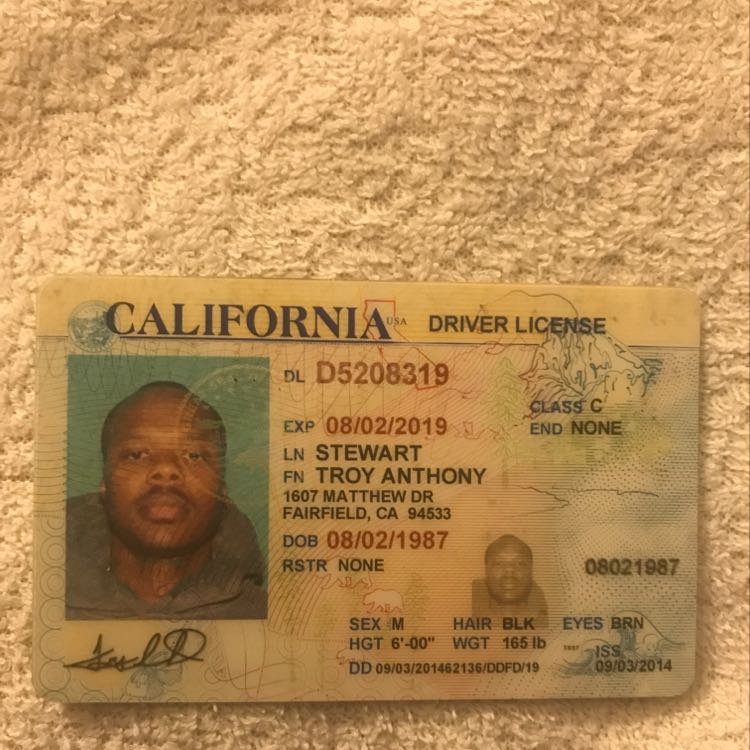 CALIFORNIA USA DRIVER LICENSE
DL D5208319
CLASS C
EXP 08/02/2019
END NONE
LN STEWART
FN TROY ANTHONY
1607 MATTHEW DR
FAIRFIELD, CA 94533
DOB 08/02/1987
RSTR NONE
08021987
SEX M HAIR BLK EYES BRN
HGT 6'-00" WGT 165 lb
ISS
DD 09/03/201462136/DDFD/19 09/03/2014